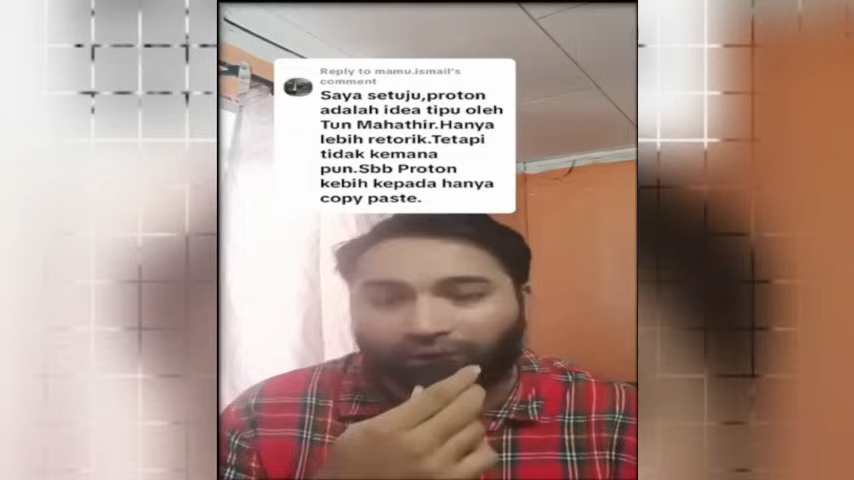 Reply to mamu.ismail's
comment
Saya setuju,proton
adalah idea tipu oleh
Tun Mahathir.Hanya
lebih retorik.Tetapi
tidak kemana
pun.Sbb Proton
kebih kepada hanya
copy paste.